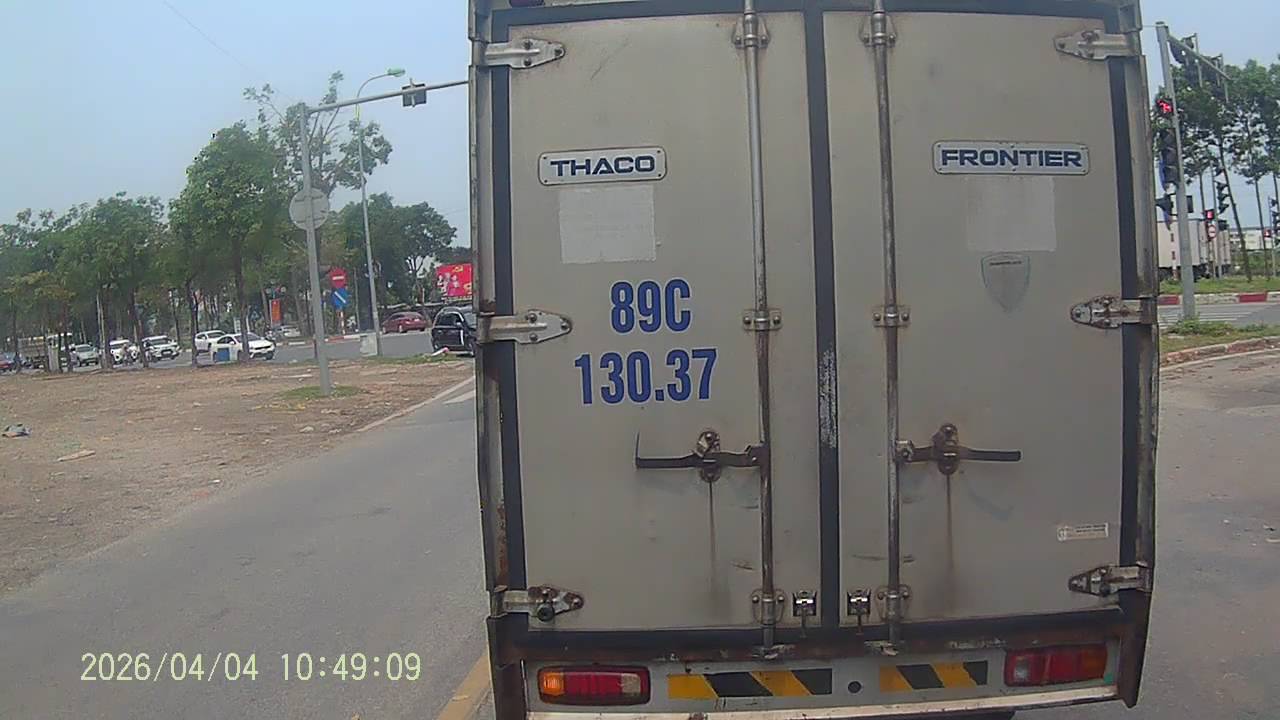 THACO
FRONTIER
89C
130.37
2026/04/04 10:49:09